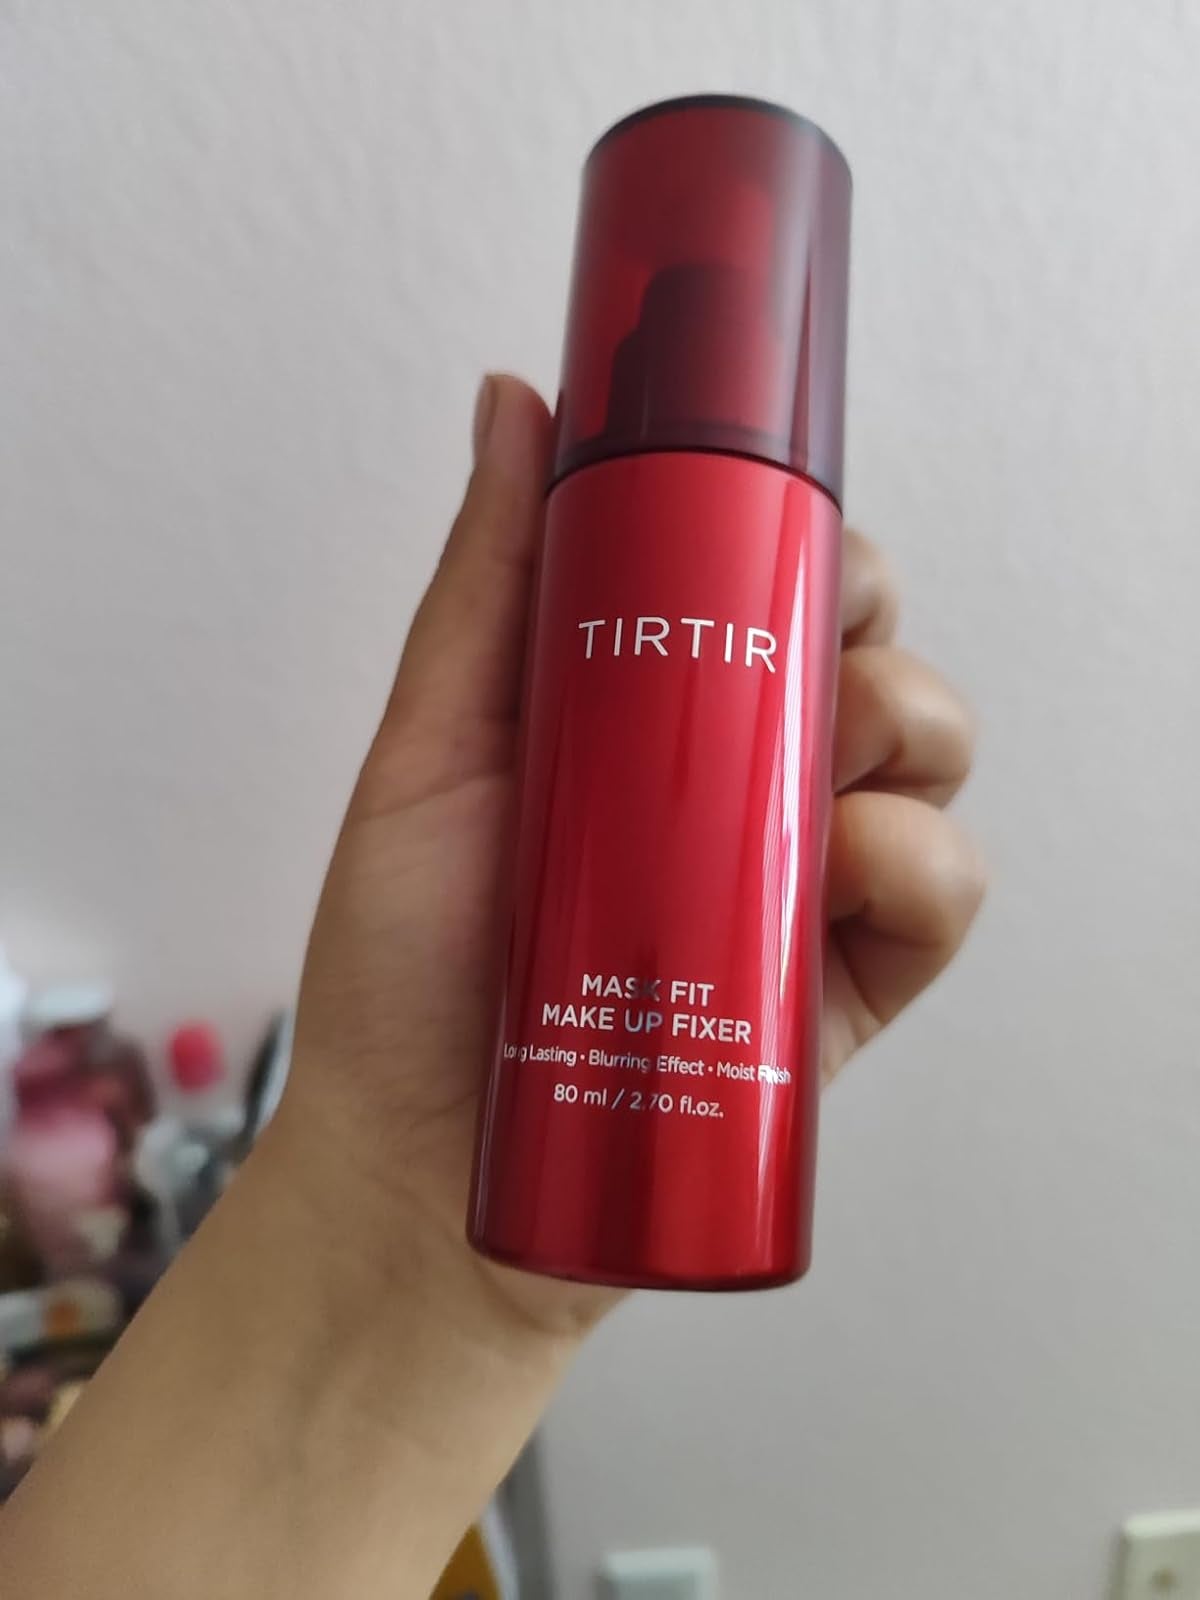 TIRTIR
MASK FIT
MAKE UP FIXER
Long Lasting • Blurring Effect • Moist Finish
80 ml / 2.70 fl.oz.